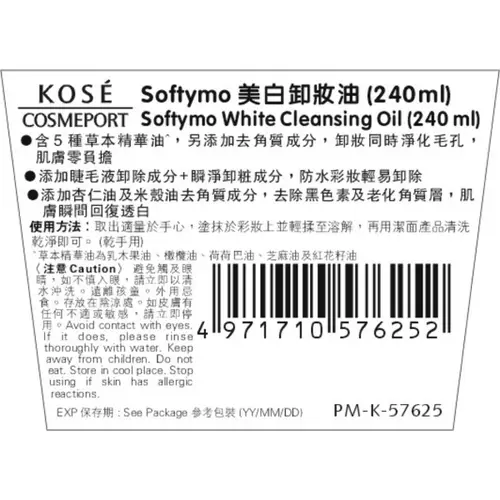 KOSÉ
COSMEPORT
Softymo 美白卸妝油 (240ml)
Softymo White Cleansing Oil (240 ml)
●含5種草本精華油^，另添加去角質成分，卸妝同時淨化毛孔，
肌膚零負擔
●添加睫毛液卸除成分+瞬淨卸粧成分，防水彩妝輕易卸除
●添加杏仁油及米殼油去角質成分，去除黑色素及老化角質層，肌
膚瞬間回復透白
使用方法：取出適量於手心，塗抹於彩妝上並輕揉至溶解，再用潔面產品清洗
乾淨即可。(乾手用)
^草本精華油為乳木果油、橄欖油、荷荷巴油、芝麻油及紅花籽油
〈注意 Caution〉避免觸及眼
睛，如不慎入眼，請立即以清
水沖洗。遠離孩童。外用忌
食。存放在陰涼處。如皮膚有
任何不適或敏感，請立即停
用。Avoid contact with eyes.
If it does, please rinse
thoroughly with water. Keep
away from children. Do not
eat. Store in cool place. Stop
using if skin has allergic
reactions.
4 971710 576252
EXP 保存期 : See Package 參考包裝 (YY/MM/DD)
PM-K-57625